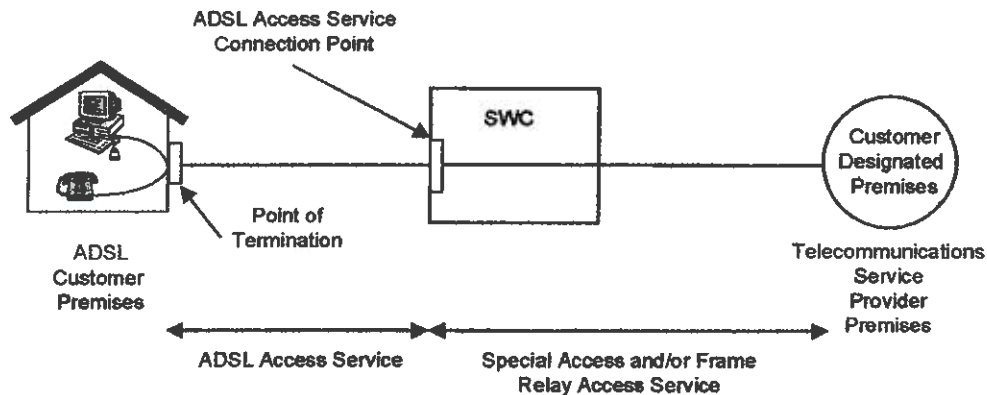 ADSL Access Service
Connection Point
SWC
Customer
Designated
Premises
Point of
Termination
ADSL
Customer
Premises
Telecommunications
Service
Provider
Premises
ADSL Access Service
Special Access and/or Frame
Relay Access Service